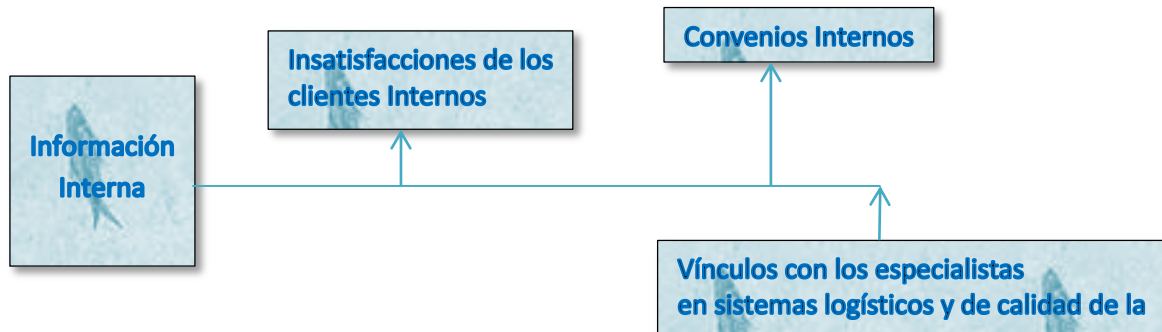 Información
Interna
Insatisfacciones de los
clientes Internos
Convenios Internos
Vínculos con los especialistas
en sistemas logísticos y de calidad de la